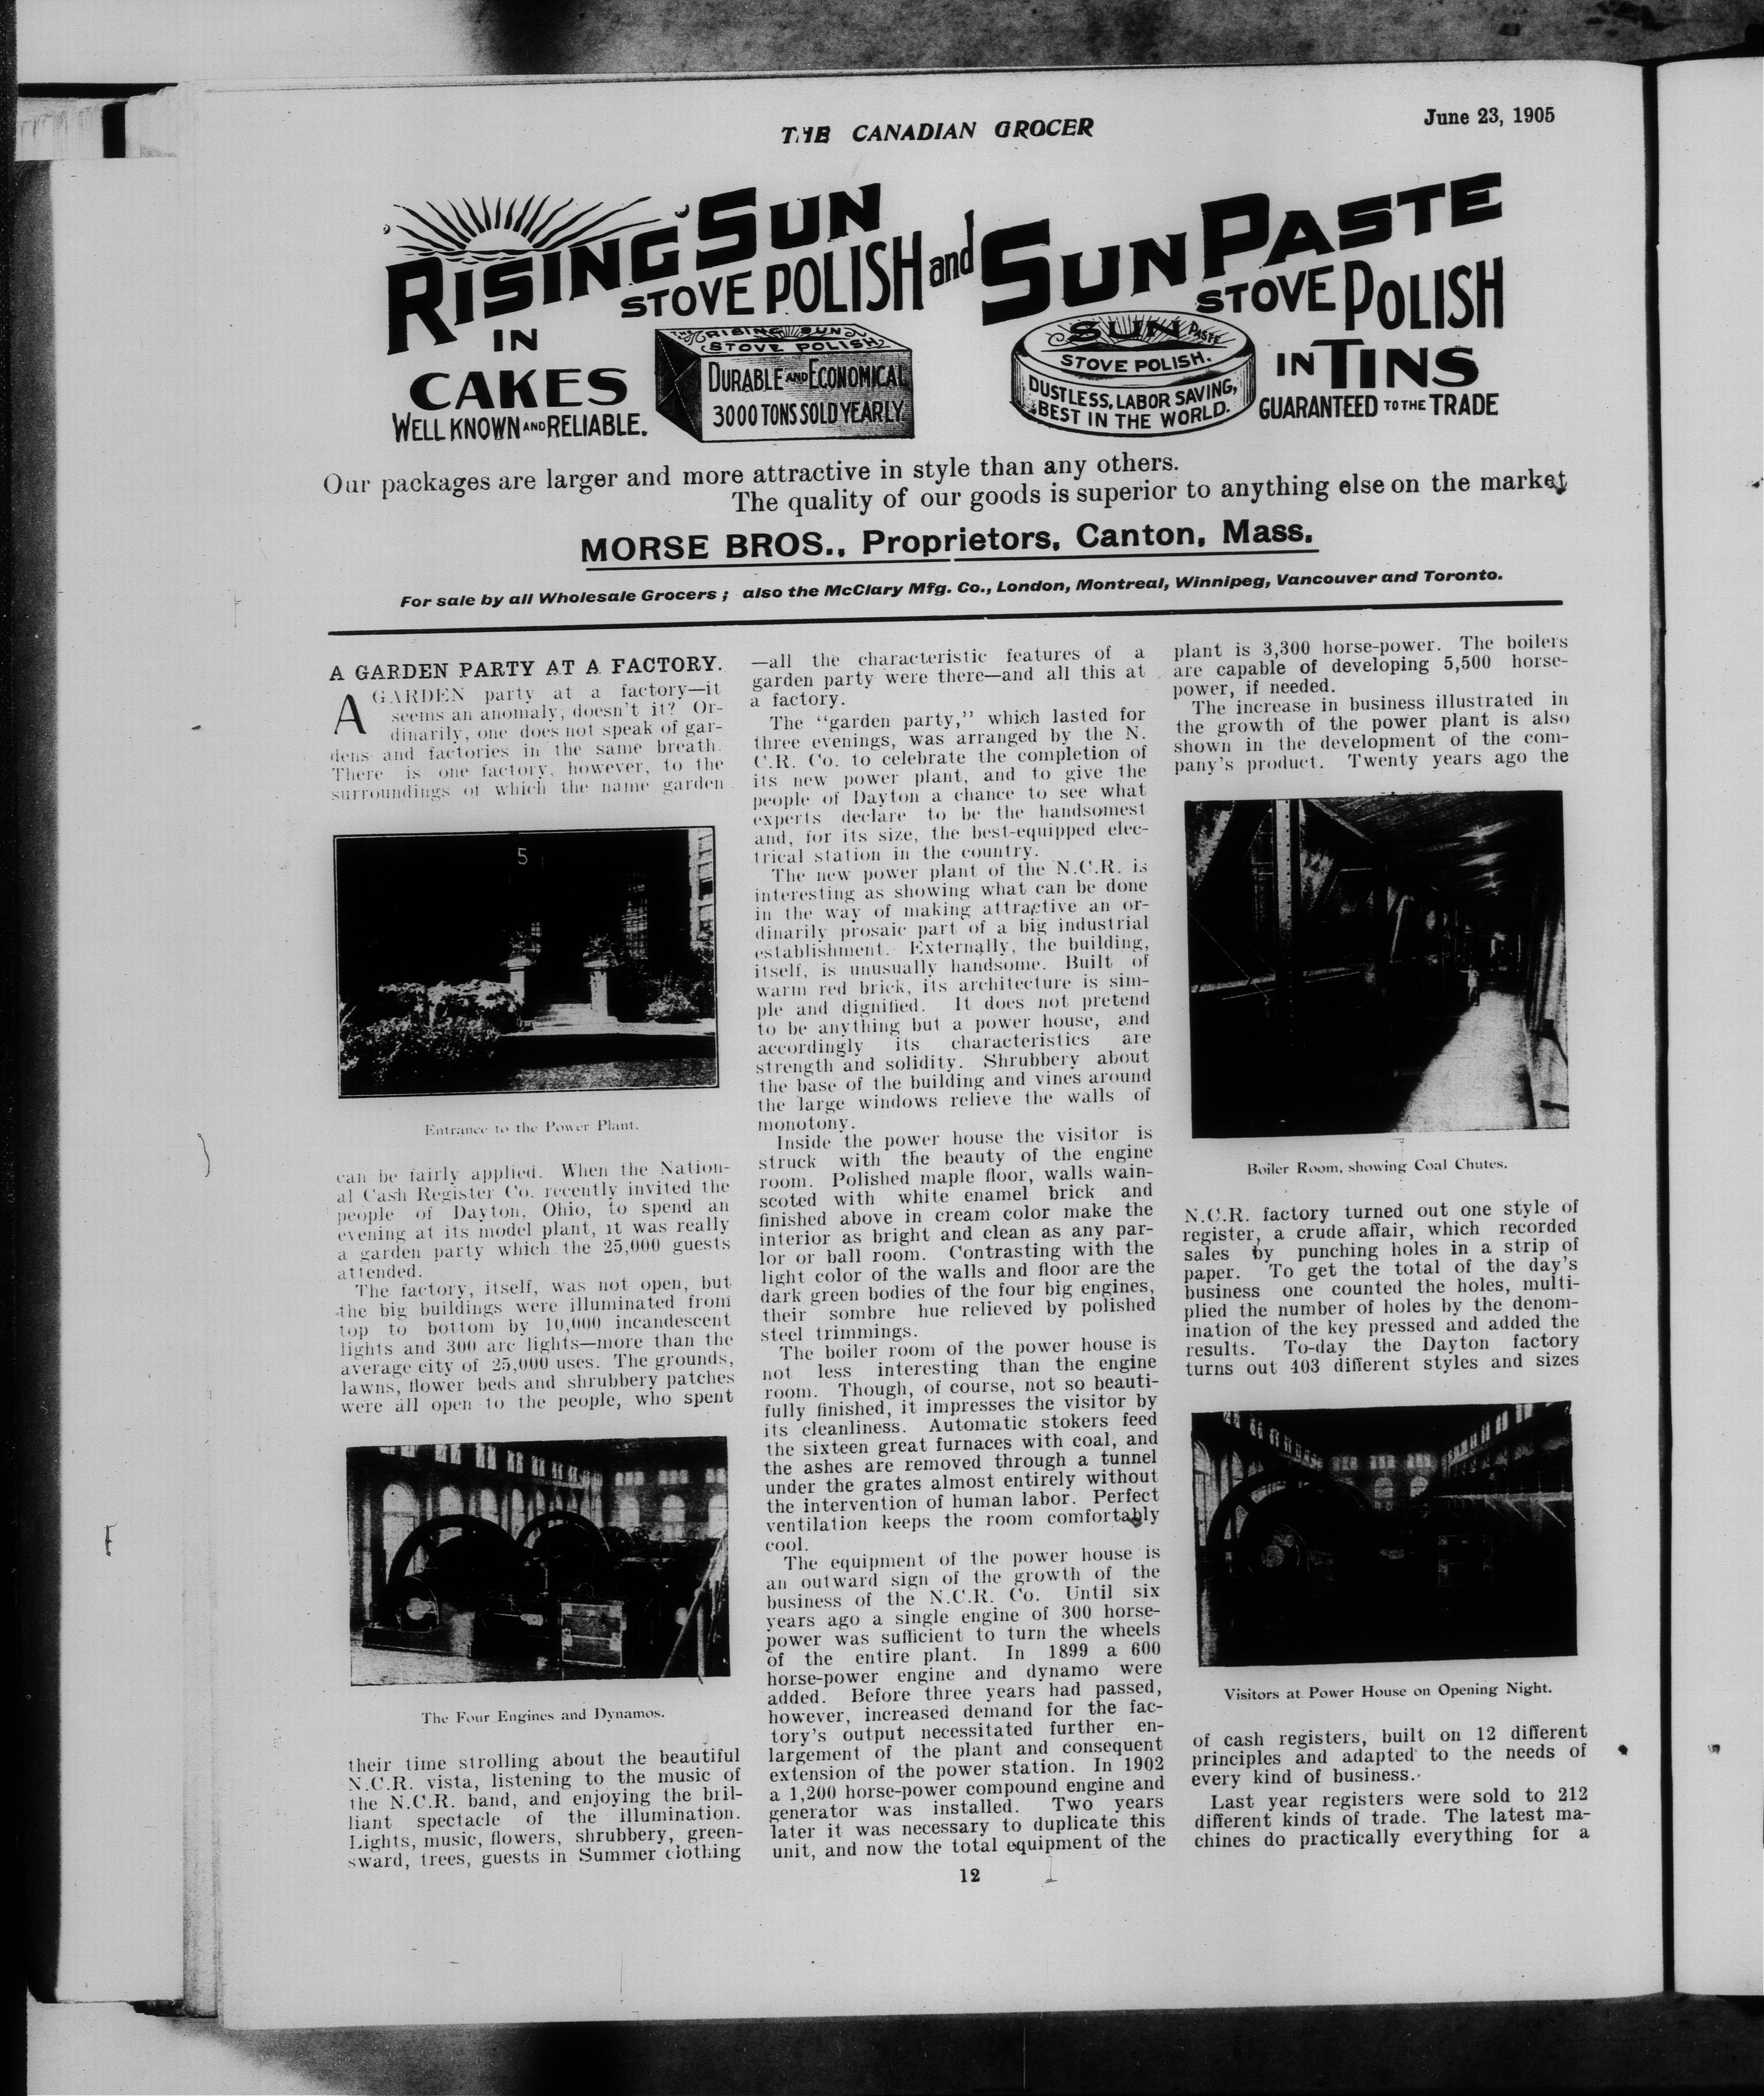 THE CANADIAN GROCER
June 23, 1905
RISING SUN
STOVE POLISH and SUN PASTE
STOVE POLISH
IN
CAKES
WELL KNOWN AND RELIABLE.
THE RISING SUN
STOVE POLISH
DURABLE AND ECONOMICAL
3000 TONS SOLD YEARLY
SUN PASTE
STOVE POLISH.
DUSTLESS, LABOR SAVING,
BEST IN THE WORLD.
IN TINS
GUARANTEED TO THE TRADE
Our packages are larger and more attractive in style than any others.
The quality of our goods is superior to anything else on the market
MORSE BROS., Proprietors, Canton, Mass.
For sale by all Wholesale Grocers; also the McClary Mfg. Co., London, Montreal, Winnipeg, Vancouver and Toronto.
A GARDEN PARTY AT A FACTORY.
A GARDEN party at a factory—it
seems an anomaly, doesn't it? Or-
dinarily, one does not speak of gar-
dens and factories in the same breath.
There is one factory, however, to the
surroundings of which the name garden
5
Entrance to the Power Plant.
can be fairly applied. When the Nation-
al Cash Register Co. recently invited the
people of Dayton, Ohio, to spend an
evening at its model plant, it was really
a garden party which the 25,000 guests
attended.
The factory, itself, was not open, but
the big buildings were illuminated from
top to bottom by 10,000 incandescent
lights and 300 arc lights—more than the
average city of 25,000 uses. The grounds,
lawns, flower beds and shrubbery patches
were all open to the people, who spent
The Four Engines and Dynamos.
their time strolling about the beautiful
N.C.R. vista, listening to the music of
the N.C.R. band, and enjoying the bril-
liant spectacle of the illumination.
Lights, music, flowers, shrubbery, green-
sward, trees, guests in Summer clothing
—all the characteristic features of a
garden party were there—and all this at
a factory.
The "garden party," which lasted for
three evenings, was arranged by the N.
C.R. Co. to celebrate the completion of
its new power plant, and to give the
people of Dayton a chance to see what
experts declare to be the handsomest
and, for its size, the best-equipped elec-
trical station in the country.
The new power plant of the N.C.R. is
interesting as showing what can be done
in the way of making attractive an or-
dinarily prosaic part of a big industrial
establishment. Externally, the building,
itself, is unusually handsome. Built of
warm red brick, its architecture is sim-
ple and dignified. It does not pretend
to be anything but a power house, and
accordingly its characteristics are
strength and solidity. Shrubbery about
the base of the building and vines around
the large windows relieve the walls of
monotony.
Inside the power house the visitor is
struck with the beauty of the engine
room. Polished maple floor, walls wain-
scoted with white enamel brick and
finished above in cream color make the
interior as bright and clean as any par-
lor or ball room. Contrasting with the
light color of the walls and floor are the
dark green bodies of the four big engines,
their sombre hue relieved by polished
steel trimmings.
The boiler room of the power house is
not less interesting than the engine
room. Though, of course, not so beauti-
fully finished, it impresses the visitor by
its cleanliness. Automatic stokers feed
the sixteen great furnaces with coal, and
the ashes are removed through a tunnel
under the grates almost entirely without
the intervention of human labor. Perfect
ventilation keeps the room comfortably
cool.
The equipment of the power house is
an outward sign of the growth of the
business of the N.C.R. Co. Until six
years ago a single engine of 300 horse-
power was sufficient to turn the wheels
of the entire plant. In 1899 a 600
horse-power engine and dynamo were
added. Before three years had passed,
however, increased demand for the fac-
tory's output necessitated further en-
largement of the plant and consequent
extension of the power station. In 1902
a 1,200 horse-power compound engine and
generator was installed. Two years
later it was necessary to duplicate this
unit, and now the total equipment of the
plant is 3,300 horse-power. The boilers
are capable of developing 5,500 horse-
power, if needed.
The increase in business illustrated in
the growth of the power plant is also
shown in the development of the com-
pany's product. Twenty years ago the
Boiler Room, showing Coal Chutes.
N.C.R. factory turned out one style of
register, a crude affair, which recorded
sales by punching holes in a strip of
paper. To get the total of the day's
business one counted the holes, multi-
plied the number of holes by the denom-
ination of the key pressed and added the
results. To-day the Dayton factory
turns out 403 different styles and sizes
Visitors at Power House on Opening Night.
of cash registers, built on 12 different
principles and adapted to the needs of
every kind of business.
Last year registers were sold to 212
different kinds of trade. The latest ma-
chines do practically everything for a
12